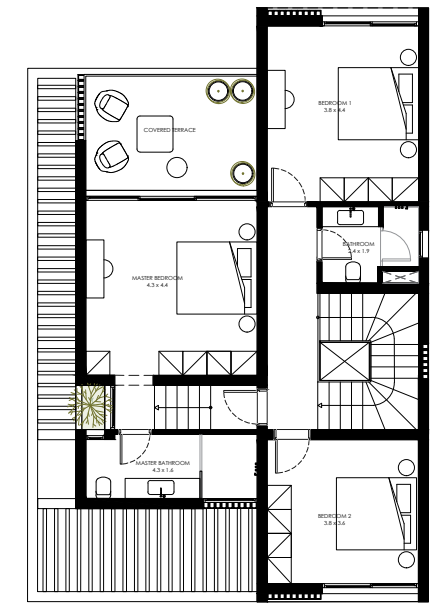 BEDROOM 1
3.8 x 4.4
COVERED TERRACE
BATHROOM
2.4 x 1.9
MASTER BEDROOM
4.3 x 4.4
MASTER BATHROOM
4.3 x 1.6
BEDROOM 2
3.8 x 3.6